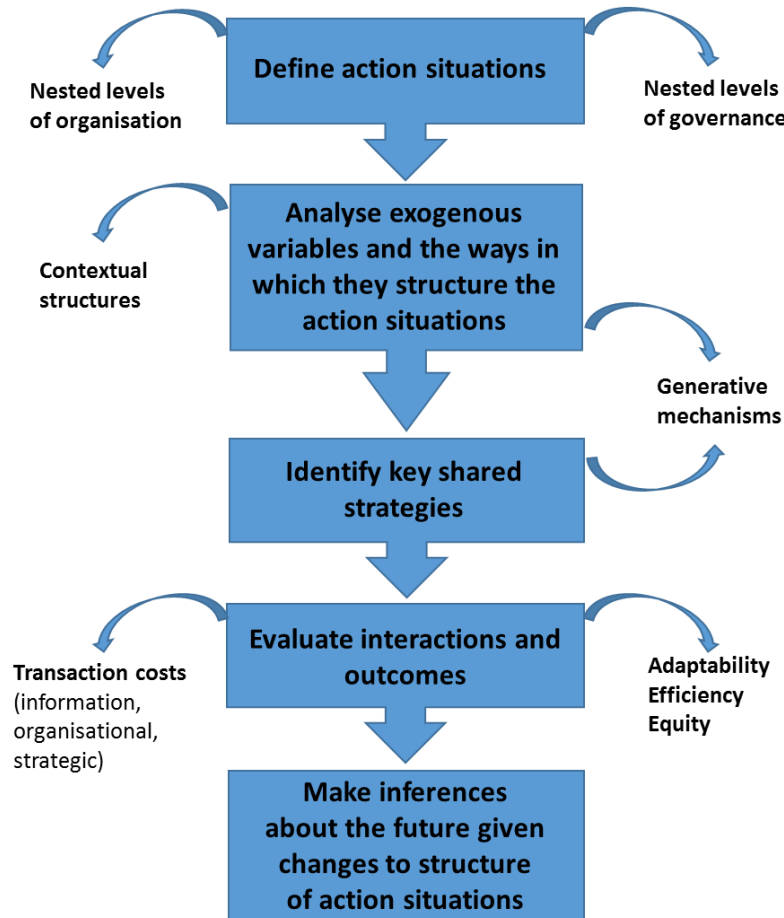 Define action situations
Nested levels
of organisation
Nested levels
of governance
Analyse exogenous
variables and the ways in
which they structure the
action situations
Contextual
structures
Generative
mechanisms
Identify key shared
strategies
Evaluate interactions and
outcomes
Transaction costs
(information,
organisational,
strategic)
Adaptability
Efficiency
Equity
Make inferences
about the future given
changes to structure
of action situations